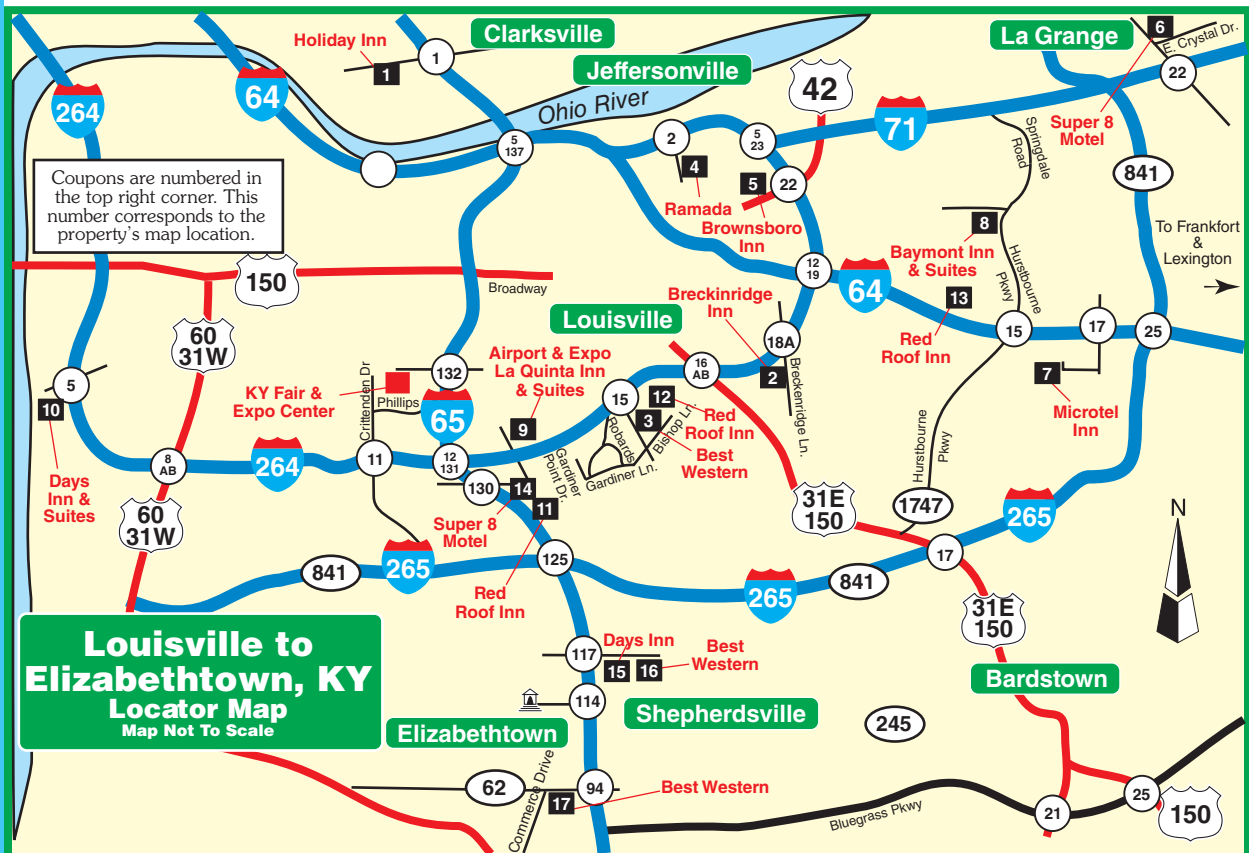 Holiday Inn
1
1
Clarksville
Jeffersonville
La Grange
6
E. Crystal Dr.
22
264
64
Ohio River
42
71
Super 8
Motel
Springdale
Road
841
5
137
2
5
23
4
Ramada
5
22
Brownsboro
Inn
Coupons are numbered in
the top right corner. This
number corresponds to the
property's map location.
8
Baymont Inn
& Suites
Hurstbourne
Pkwy
To Frankfort
&
Lexington
150
Broadway
12
19
64
13
Red
Roof Inn
15
17
25
60
31W
Louisville
Breckinridge
Inn
18A
2
Breckenridge Ln.
16
AB
7
Microtel
Inn
5
10
Days
Inn &
Suites
KY Fair &
Expo Center
Crittenden Dr
Phillips
132
65
Airport & Expo
La Quinta Inn
& Suites
9
15
12
Red
Roof Inn
3
Best
Western
Robards
Bishop Ln.
Gardiner Ln.
Gardiner
Point Dr.
Hurstbourne
Pkwy
8
AB
264
11
12
131
130
14
11
Super 8
Motel
Red
Roof Inn
60
31W
31E
150
1747
265
17
N
841
265
125
265
841
31E
150
Louisville to
Elizabethtown, KY
Locator Map
Map Not To Scale
117
Days Inn
15
16
Best
Western
114
Elizabethtown
Shepherdsville
Bardstown
245
62
Commerce Drive
17
94
Best Western
Bluegrass Pkwy
21
25
150